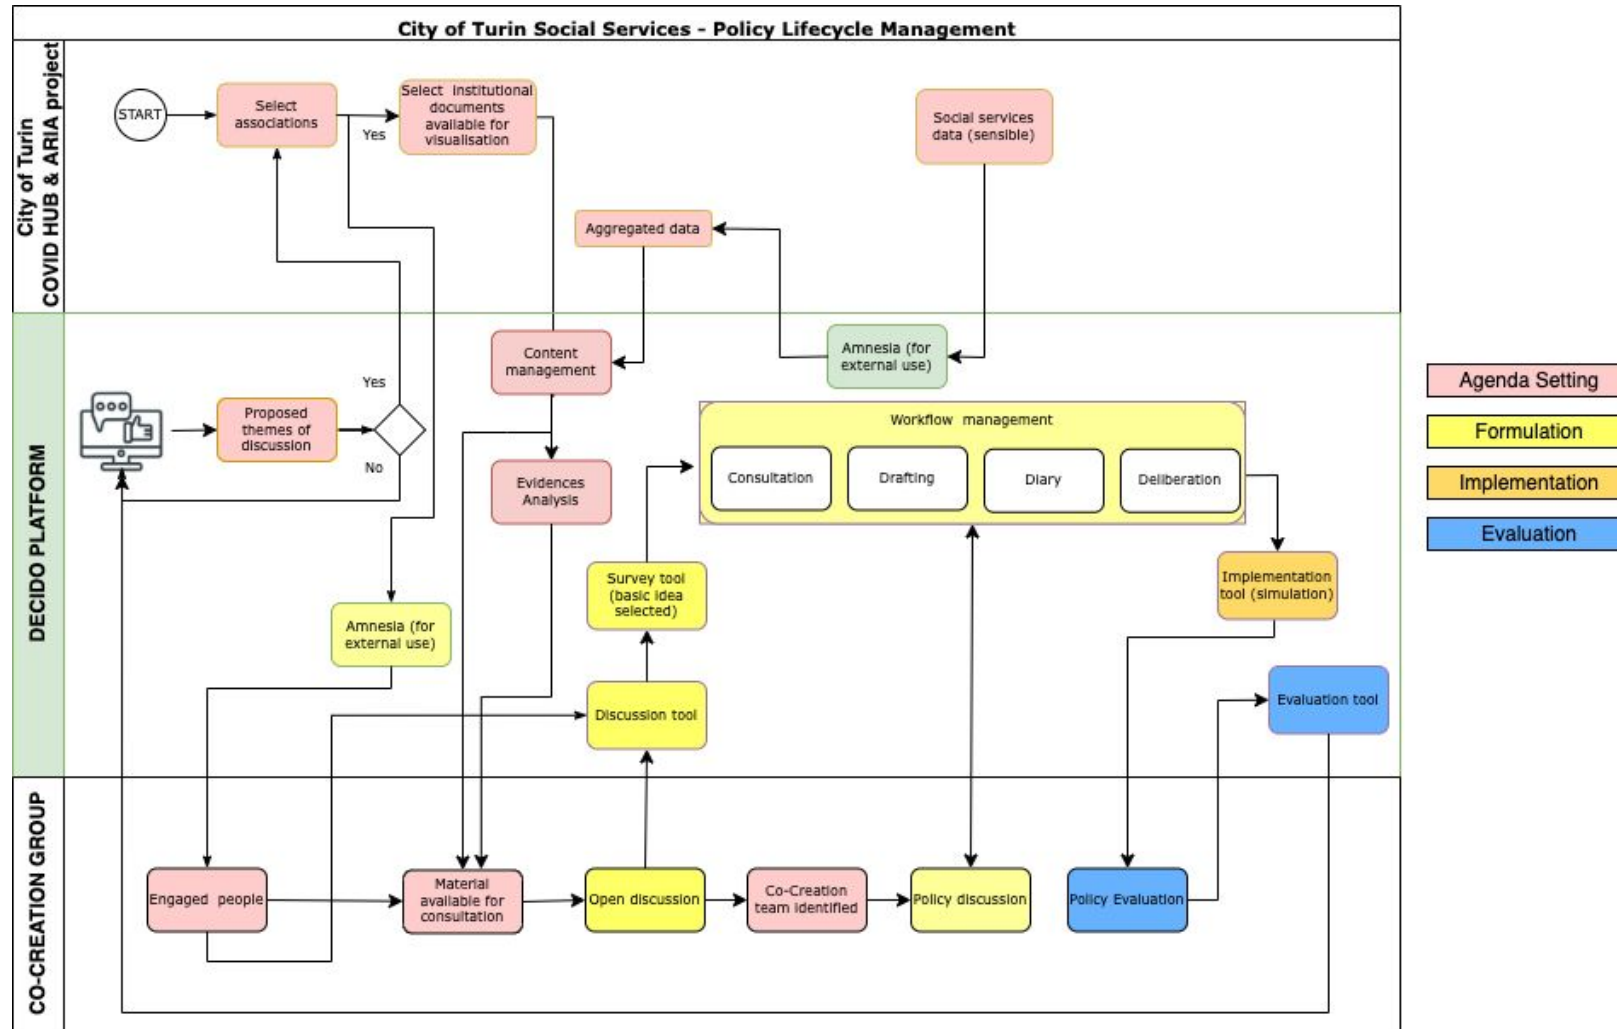 City of Turin Social Services - Policy Lifecycle Management
City of Turin
COVID HUB & ARIA project
START
Select
associations
Yes
Select institutional
documents
available for
visualisation
Social services
data (sensible)
Aggregated data
DECIDO PLATFORM
Proposed
themes of
discussion
Yes
No
Content
management
Amnesia (for
external use)
Evidences
Analysis
Workflow management
Consultation
Drafting
Diary
Deliberation
Survey tool
(basic idea
selected)
Implementation
tool (simulation)
Amnesia (for
external use)
Discussion tool
Evaluation tool
CO-CREATION GROUP
Engaged people
Material
available for
consultation
Open discussion
Co-Creation
team identified
Policy discussion
Policy Evaluation
Agenda Setting
Formulation
Implementation
Evaluation